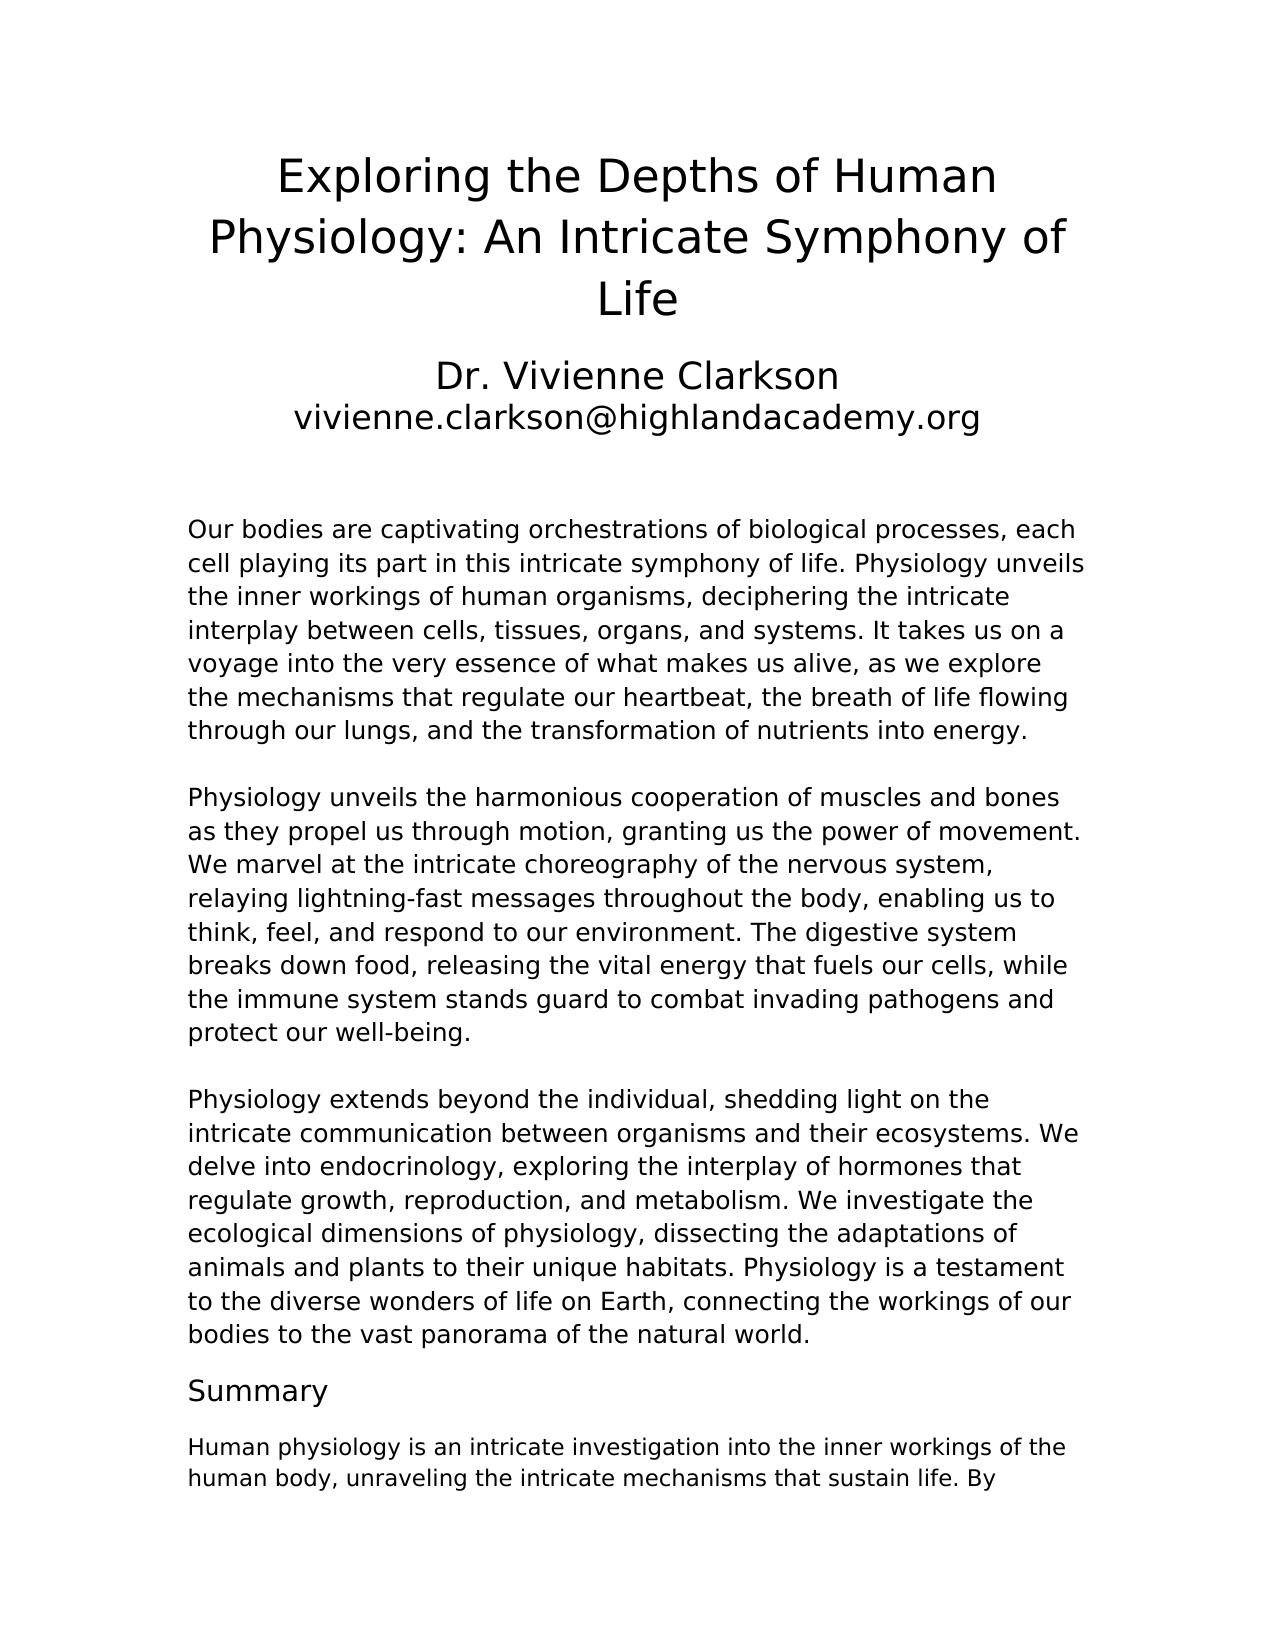 Exploring the Depths of Human
Physiology: An Intricate Symphony of
Life
Dr. Vivienne Clarkson
vivienne.clarkson@highlandacademy.org
Our bodies are captivating orchestrations of biological processes, each
cell playing its part in this intricate symphony of life. Physiology unveils
the inner workings of human organisms, deciphering the intricate
interplay between cells, tissues, organs, and systems. It takes us on a
voyage into the very essence of what makes us alive, as we explore
the mechanisms that regulate our heartbeat, the breath of life flowing
through our lungs, and the transformation of nutrients into energy.
Physiology unveils the harmonious cooperation of muscles and bones
as they propel us through motion, granting us the power of movement.
We marvel at the intricate choreography of the nervous system,
relaying lightning-fast messages throughout the body, enabling us to
think, feel, and respond to our environment. The digestive system
breaks down food, releasing the vital energy that fuels our cells, while
the immune system stands guard to combat invading pathogens and
protect our well-being.
Physiology extends beyond the individual, shedding light on the
intricate communication between organisms and their ecosystems. We
delve into endocrinology, exploring the interplay of hormones that
regulate growth, reproduction, and metabolism. We investigate the
ecological dimensions of physiology, dissecting the adaptations of
animals and plants to their unique habitats. Physiology is a testament
to the diverse wonders of life on Earth, connecting the workings of our
bodies to the vast panorama of the natural world.
Summary
Human physiology is an intricate investigation into the inner workings of the
human body, unraveling the intricate mechanisms that sustain life. By